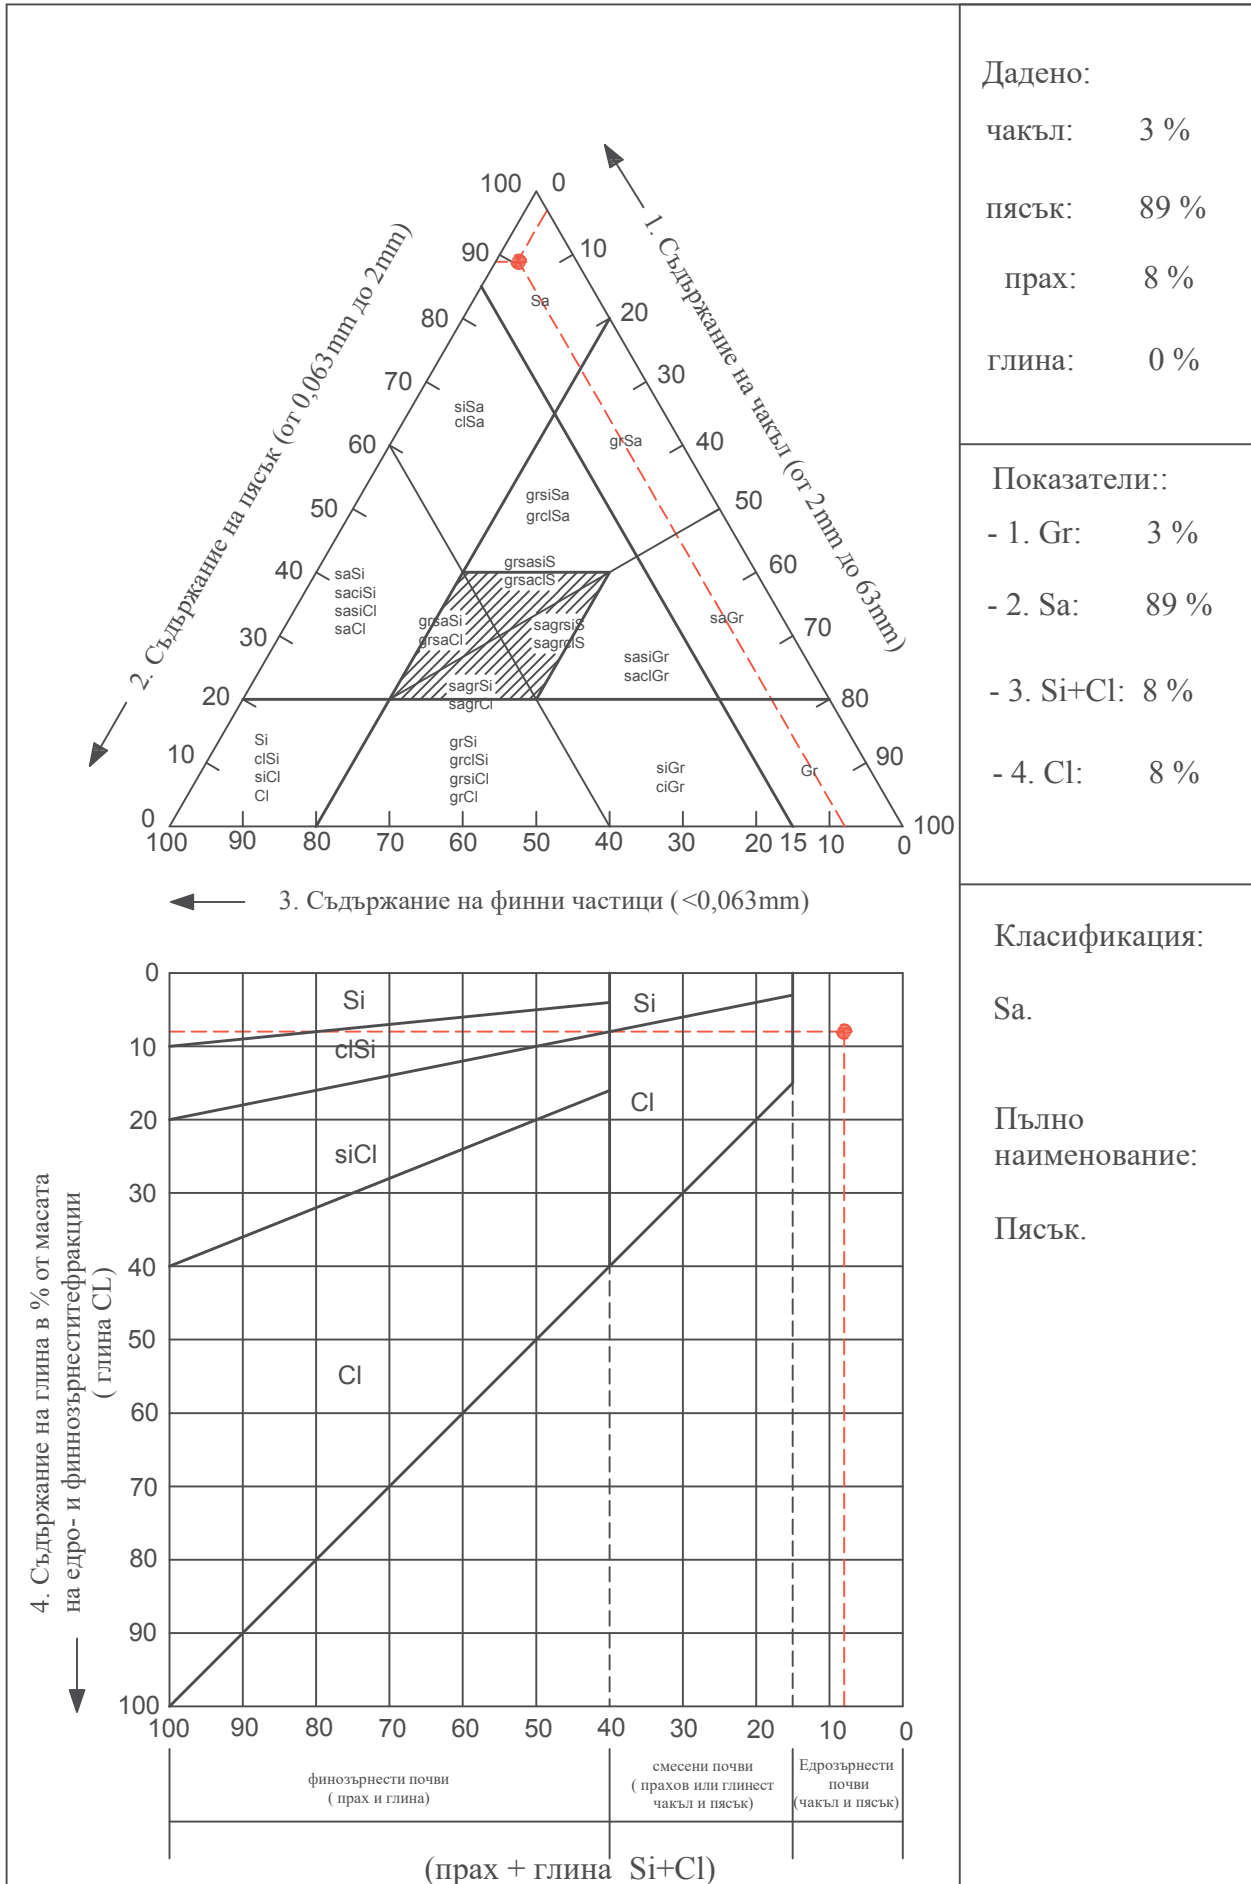 100 0
90 10
80 20
70 30
60 40
50 50
40 60
30 70
20 80
10 90
0 100
100 90 80 70 60 50 40 30 20 15 10 0
1. Съдържание на чакъл (от 2mm до 63mm)
2. Съдържание на пясък (от 0,063mm до 2mm)
3. Съдържание на финни частици (<0,063mm)
Sa
siSa
clSa
grSa
grsiSa
grclSa
grsasiS
grsaclS
saSi
saciSi
sasiCl
saCl
grsaSi
grsaCl
sagrsiS
sagrclS
saGr
sasiGr
saclGr
sagrSi
sagrCl
Si
clSi
siCl
Cl
grSi
grclSi
grsiCl
grCl
siGr
ciGr
Gr
0
10
20
30
40
50
60
70
80
90
100
100 90 80 70 60 50 40 30 20 10 0
Si
clSi
siCl
Cl
Si
Cl
4. Съдържание на глина в % от масата
на едро- и финнозърнеститефракции
( глина CL)
финозърнести почви
( прах и глина)
смесени почви
( прахов или глинест
чакъл и пясък)
Едрозърнести
почви
(чакъл и пясък)
(прах + глина Si+Cl)
Дадено:
чакъл: 3 %
пясък: 89 %
прах: 8 %
глина: 0 %
Показатели::
- 1. Gr: 3 %
- 2. Sa: 89 %
- 3. Si+Cl: 8 %
- 4. Cl: 8 %
Класификация:
Sa.
Пълно
наименование:
Пясък.